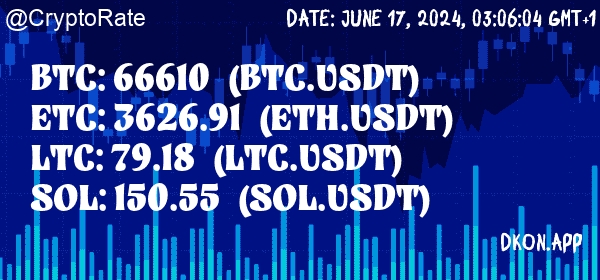 @CryptoRate
DATE: JUNE 17, 2024, 03:06:04 GMT+1
BTC: 66610 (BTC.USDT)
ETC: 3626.91 (ETH.USDT)
LTC: 79.18 (LTC.USDT)
SOL: 150.55 (SOL.USDT)
DKON.APP